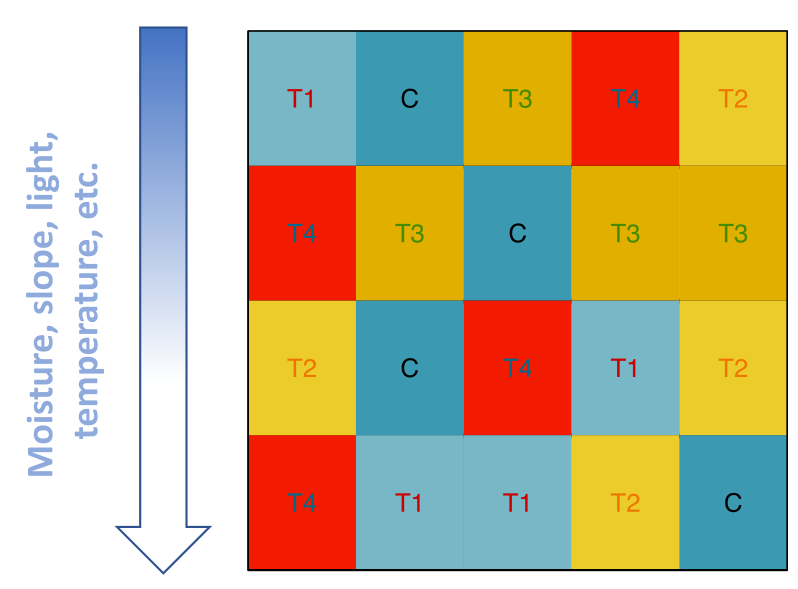 Moisture, slope, light,
temperature, etc.
T1 C T3 T4 T2
T4 T3 C T3 T3
T2 C T4 T1 T2
T4 T1 T1 T2 C